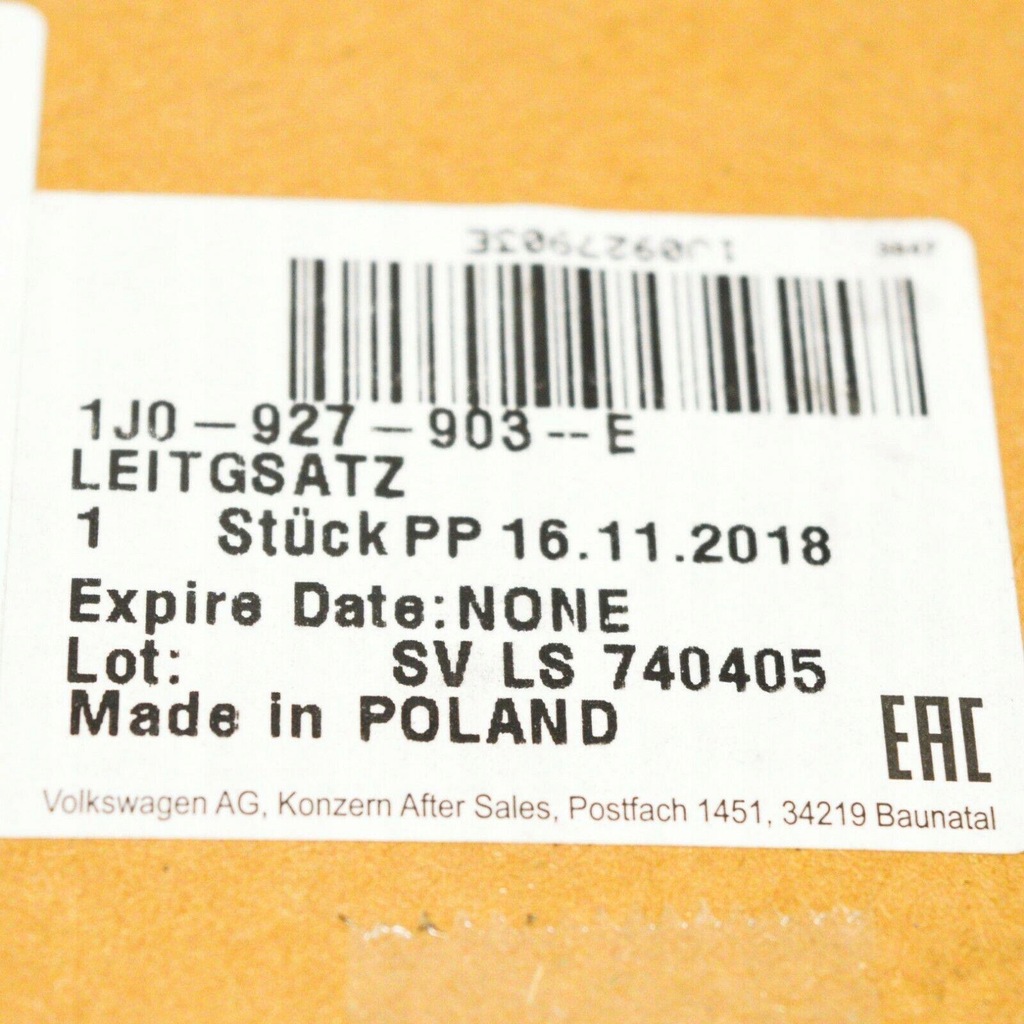 1J0927903E 3847
1J0-927-903--E
LEITGSATZ
1 Stück PP 16.11.2018
Expire Date:NONE
Lot: SV LS 740405
Made in POLAND
EAC
Volkswagen AG, Konzern After Sales, Postfach 1451, 34219 Baunatal